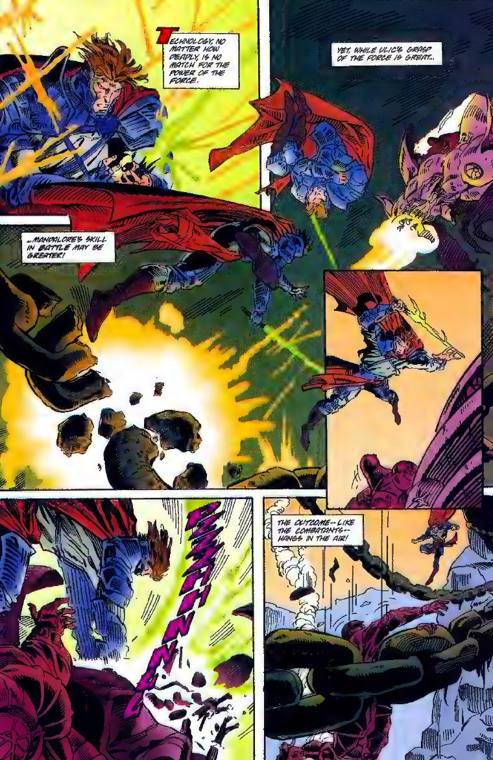 TECHNOLOGY, NO
MATTER HOW
DEADLY, IS NO
MATCH FOR THE
POWER OF THE
FORCE.
YET, WHILE ULIC'S GRASP
OF THE FORCE IS GREAT...
...MANDALORE'S SKILL
IN BATTLE MAY BE
GREATER!
THE OUTCOME--LIKE
THE COMBATANTS--
HANGS IN THE AIR!